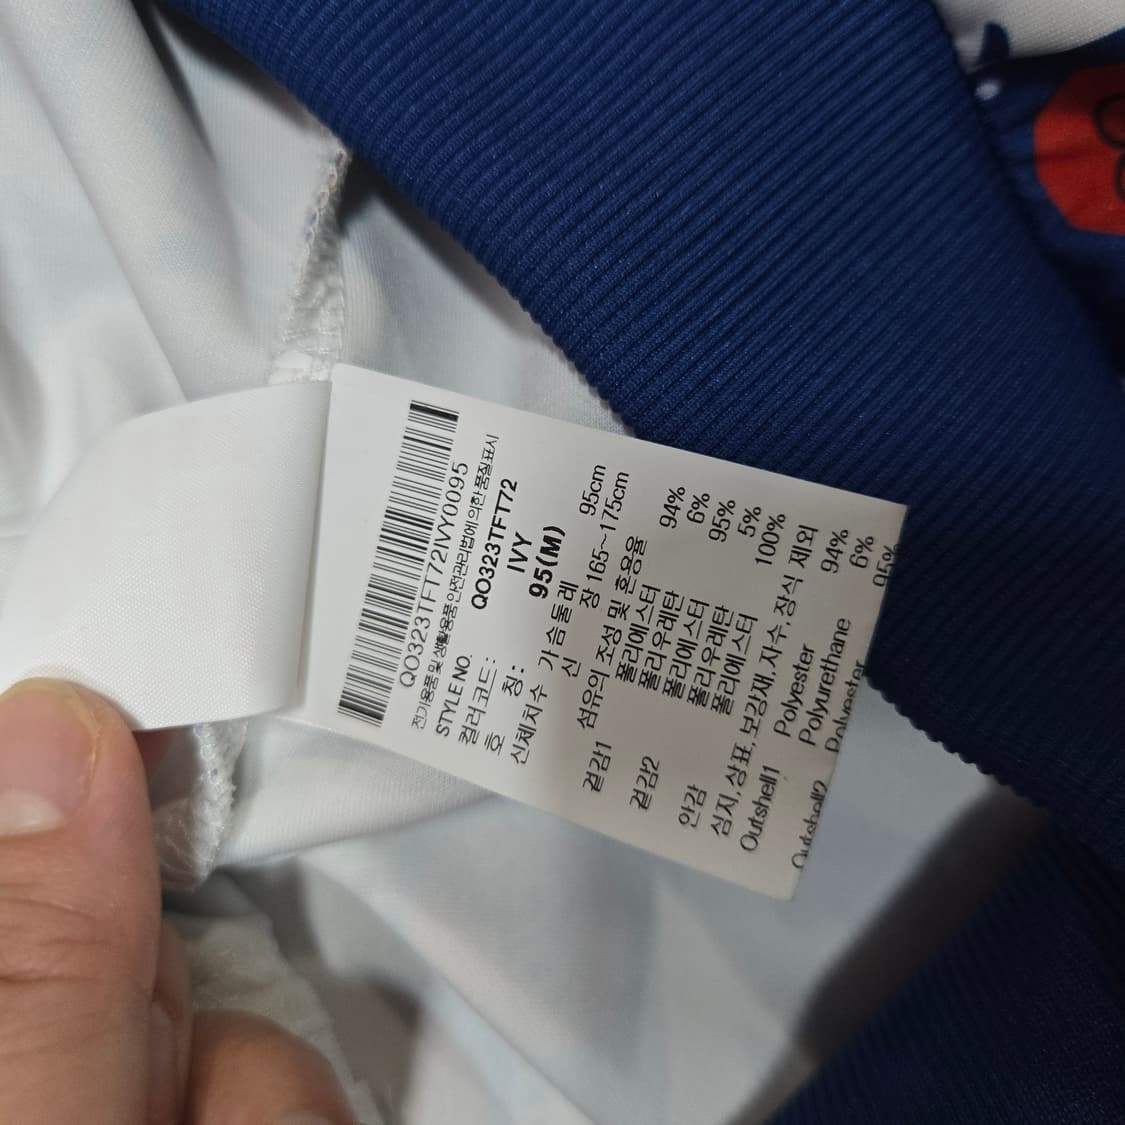 QO323TFT72IVY0095
전기용품및생활용품안전관리법에의한품질표시
STYLE NO. QO323TFT72
컬러코드: IVY
호 칭: 95(M)
신체치수 가슴둘레 95cm
신 장 165~175cm
섬유의 조성 및 혼용율
겉감1 폴리에스터 94%
폴리우레탄 6%
겉감2 폴리에스터 95%
폴리우레탄 5%
안감 폴리에스터 100%
심지,상표,보강재,자수,장식 제외
Outshell1 Polyester 94%
Polyurethane 6%
Outshell2 Polyester 95%